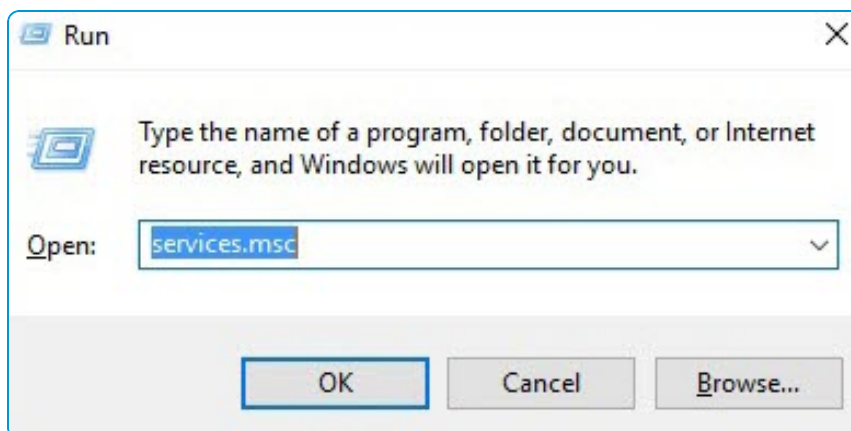 Run
Type the name of a program, folder, document, or Internet
resource, and Windows will open it for you.
Open: services.msc
OK Cancel Browse...